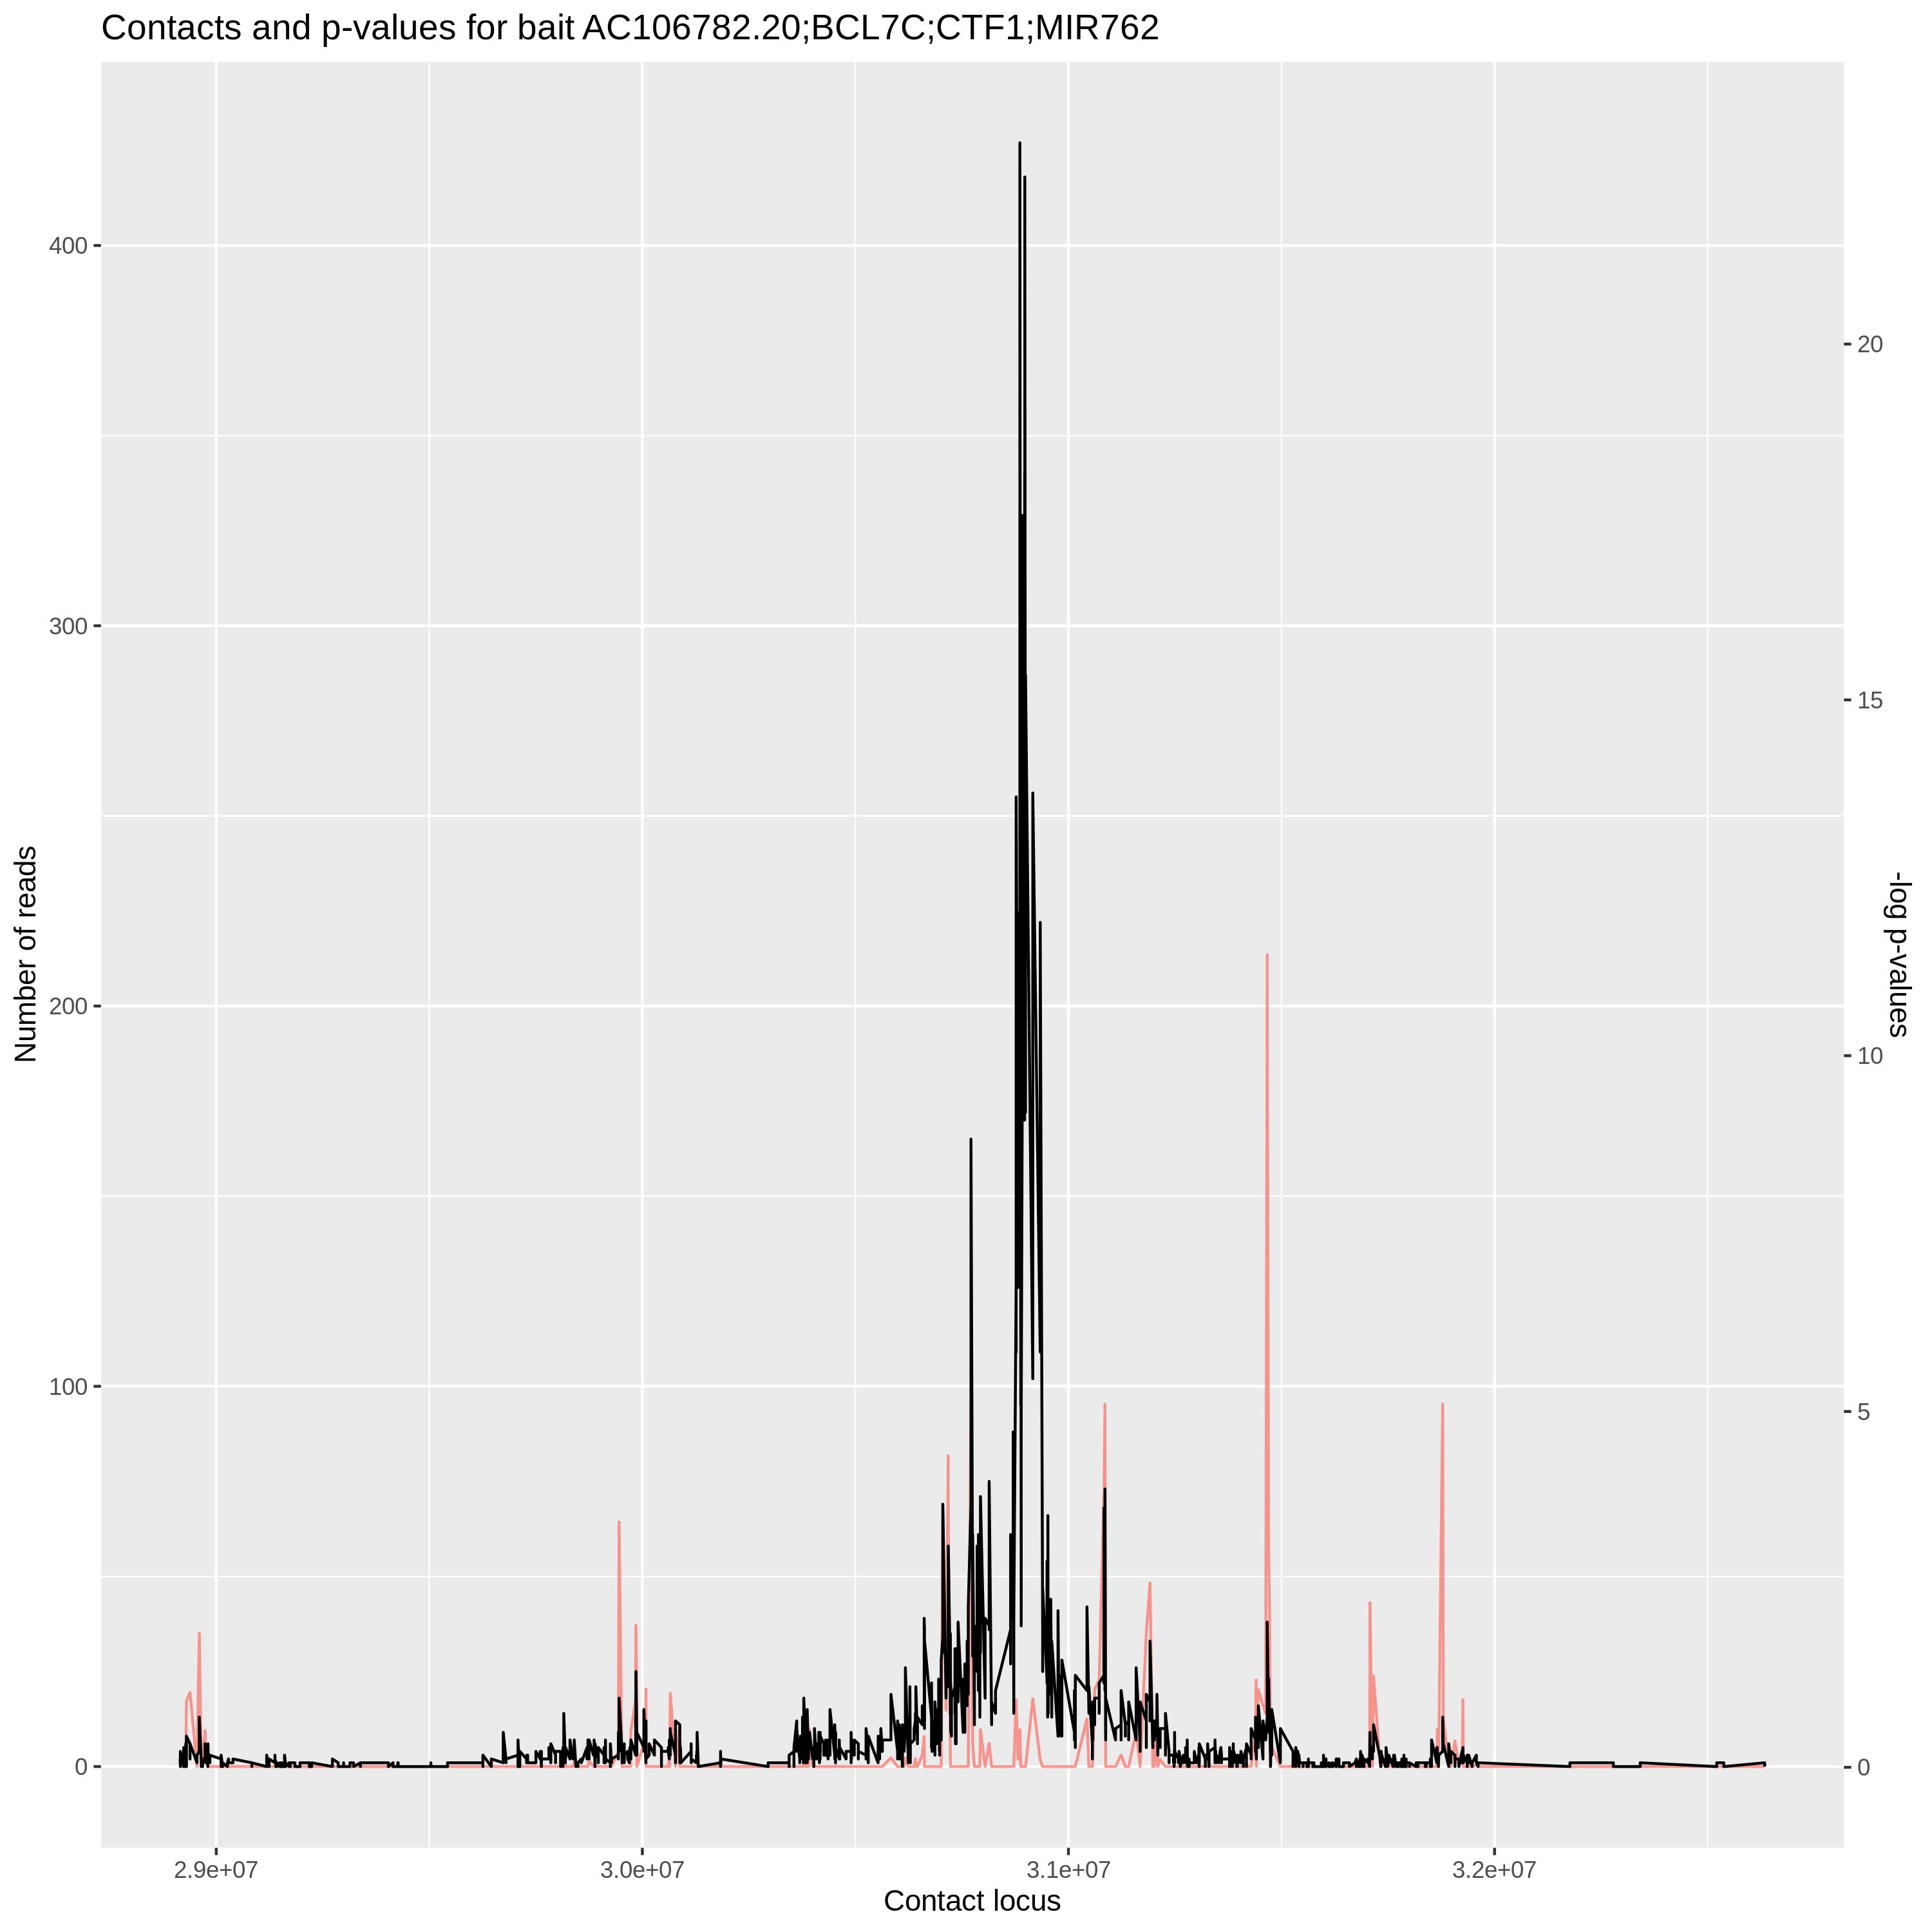 Contacts and p-values for bait AC106782.20;BCL7C;CTF1;MIR762
Number of reads
400
300
200
100
0
20
15
10
5
0
-log p-values
2.9e+07
3.0e+07
3.1e+07
3.2e+07
Contact locus